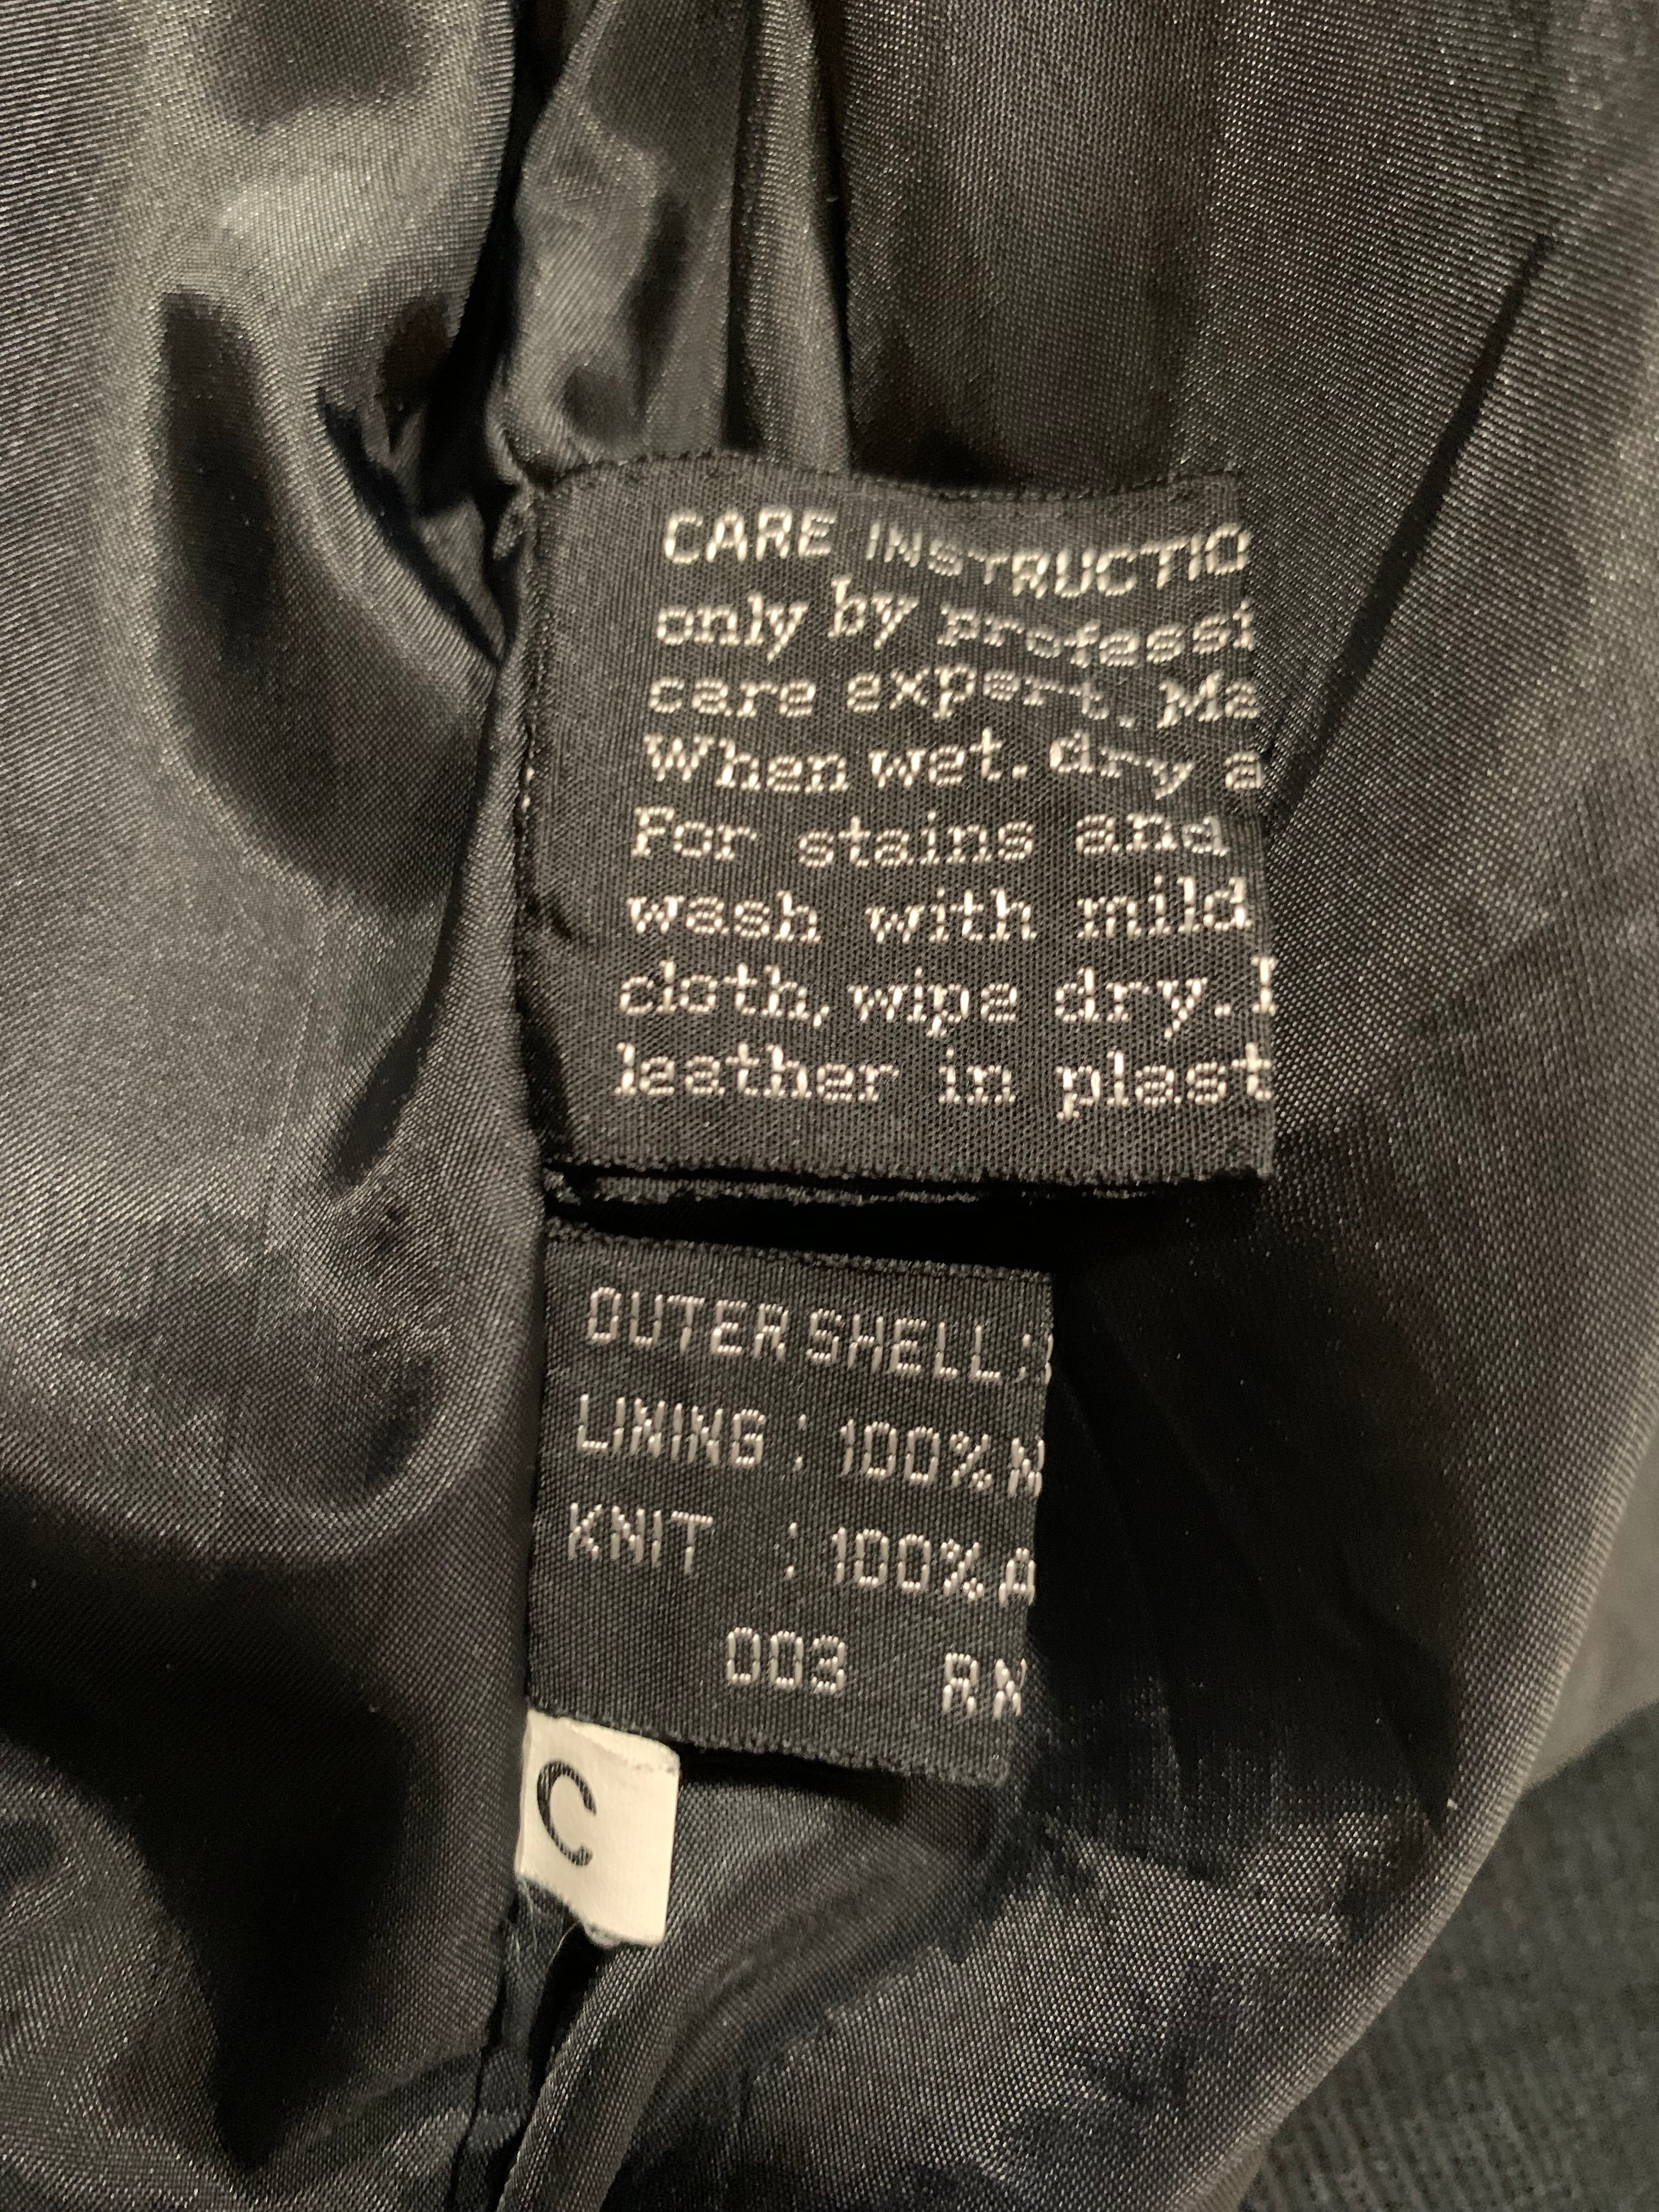 CARE INSTRUCTIO
only by professi
care expert. Ma
When wet. dry a
For stains and
wash with mild
cloth, wipe dry. I
leather in plast
OUTER SHELL :
LINING : 100% N
KNIT : 100% A
003 RN
C